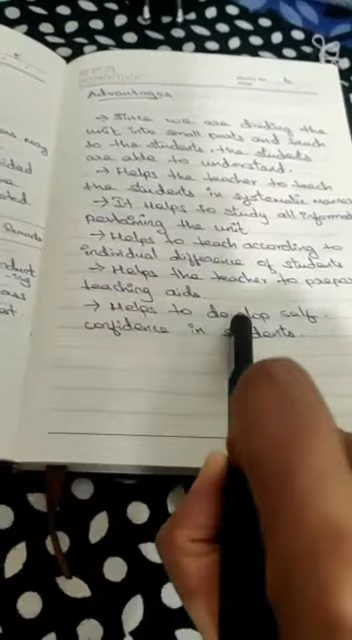 Advantages
→ Since we are dividing the
unit into small parts and teach
to the students. the students
are able to understand.
→ Helps the teacher to teach
the students in systematic manner
→ It Helps to study all informat
pertaining the unit
→ Helps to teach according to
individual difference of students
→ Helps the teacher to prepar
teaching aids
→ Helps to develop self-
confidence in students.